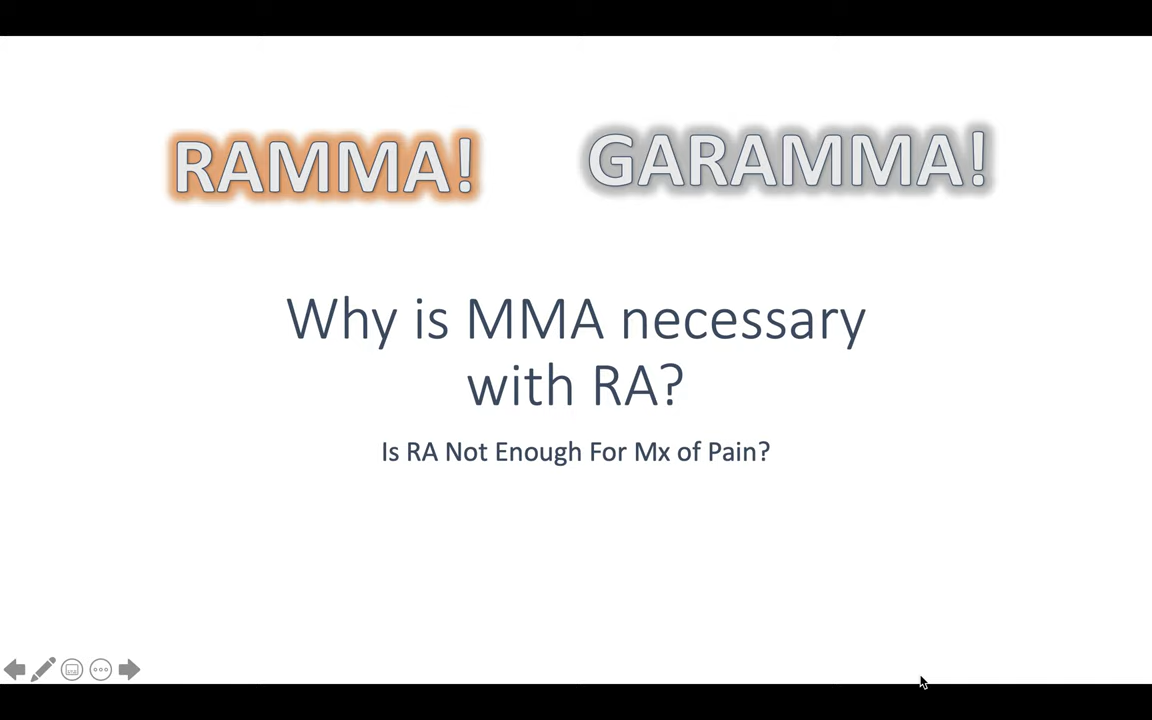 RAMMA!
GARAMMA!
Why is MMA necessary
with RA?
Is RA Not Enough For Mx of Pain?